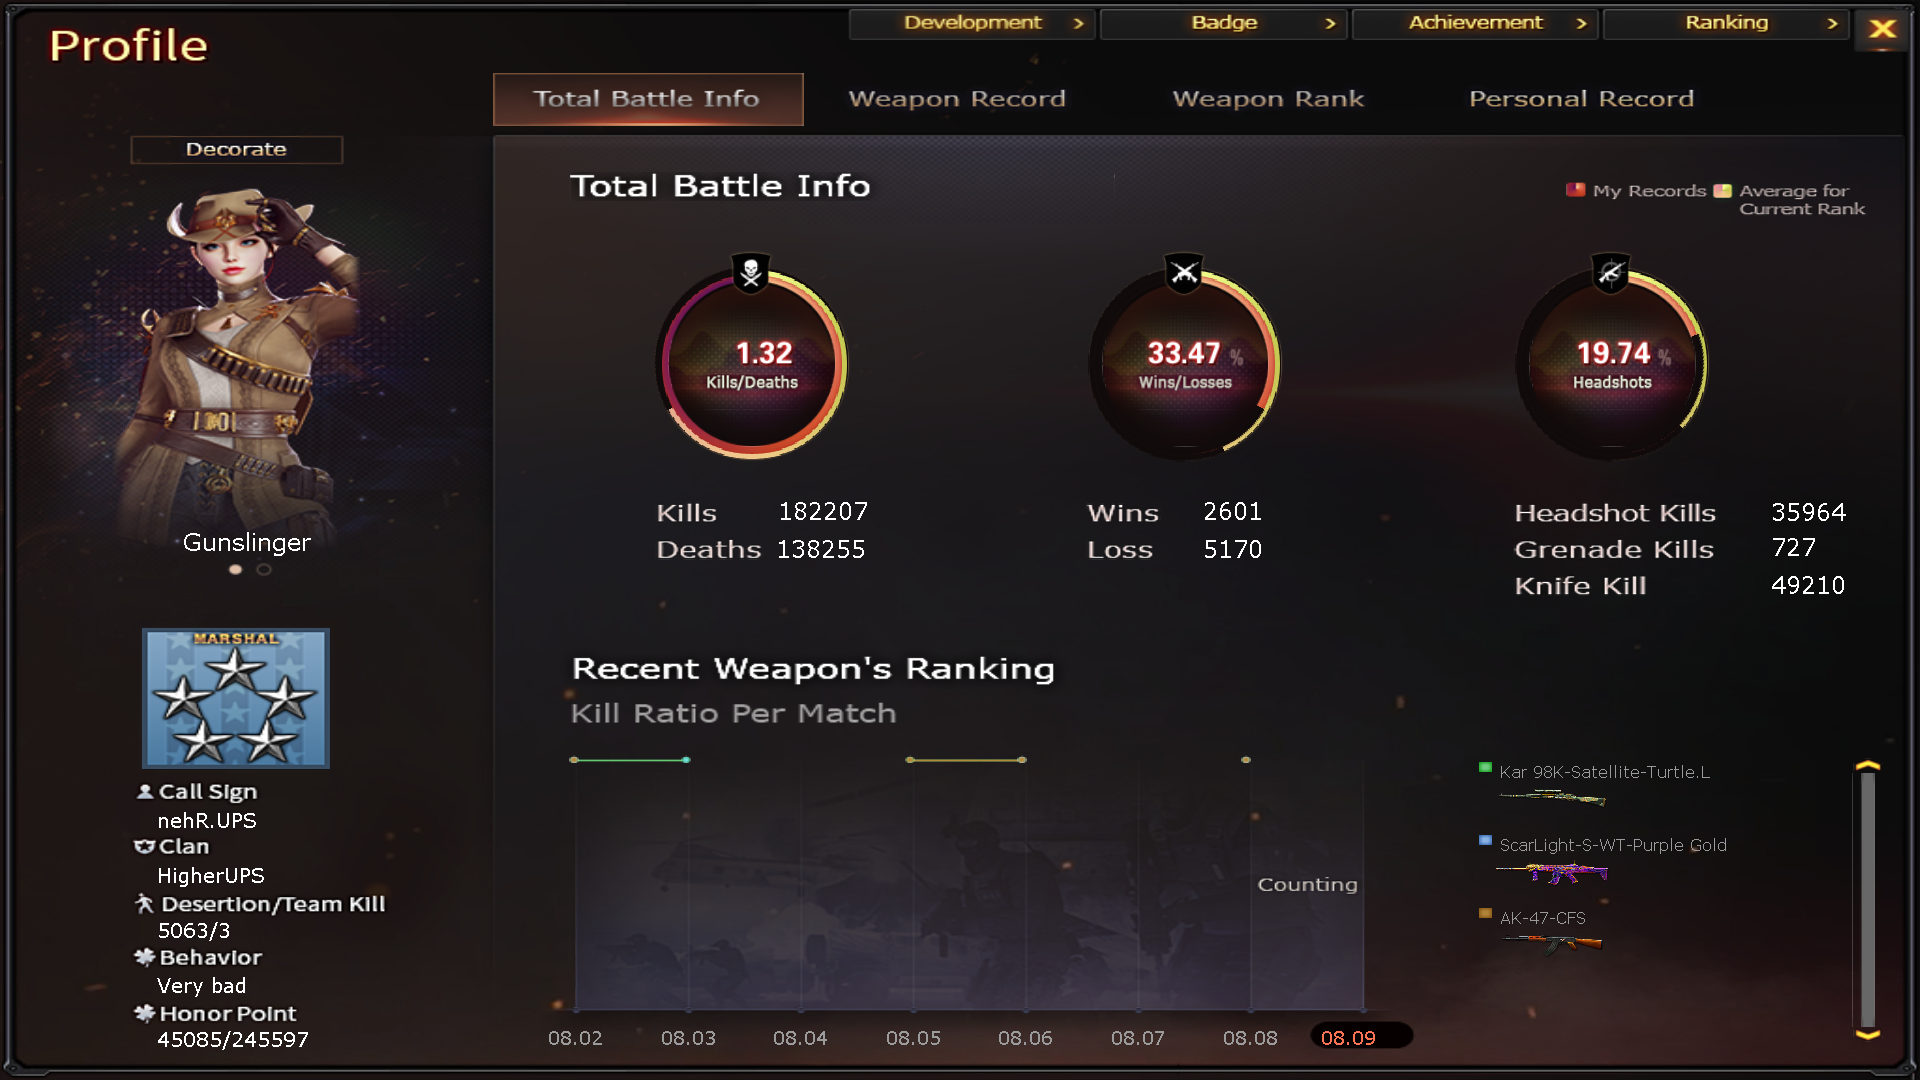 Profile
Development >
Badge >
Achievement >
Ranking >
Total Battle Info
Weapon Record
Weapon Rank
Personal Record
Decorate
Gunslinger
MARSHAL
Call Sign
nehR.UPS
Clan
HigherUPS
Desertion/Team Kill
5063/3
Behavior
Very bad
Honor Point
45085/245597
Total Battle Info
My Records
Average for
Current Rank
1.32
Kills/Deaths
33.47 %
Wins/Losses
19.74 %
Headshots
Kills 182207
Deaths 138255
Wins 2601
Loss 5170
Headshot Kills 35964
Grenade Kills 727
Knife Kill 49210
Recent Weapon's Ranking
Kill Ratio Per Match
Counting
08.02 08.03 08.04 08.05 08.06 08.07 08.08 08.09
Kar 98K-Satellite-Turtle.L
ScarLight-S-WT-Purple Gold
AK-47-CFS